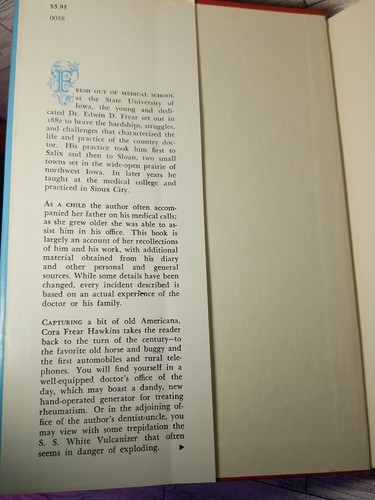 $5.95
0058
FRESH OUT OF MEDICAL SCHOOL
at the State University of
Iowa, the young and dedi-
cated Dr. Edwin D. Frear set out in
1882 to brave the hardships, struggles,
and challenges that characterized the
life and practice of the country doc-
tor. His practice took him first to
Salix and then to Sloan, two small
towns set in the wide-open prairie of
northwest Iowa. In later years he
taught at the medical college and
practiced in Sioux City.
AS A CHILD the author often accom-
panied her father on his medical calls;
as she grew older she was able to as-
sist him in his office. This book is
largely an account of her recollections
of him and his work, with additional
material obtained from his diary
and other personal and general
sources. While some details have been
changed, every incident described is
based on an actual experience of the
doctor or his family.
CAPTURING a bit of old Americana,
Cora Frear Hawkins takes the reader
back to the turn of the century—to
the favorite old horse and buggy and
the first automobiles and rural tele-
phones. You will find yourself in a
well-equipped doctor's office of the
day, which may boast a dandy, new
hand-operated generator for treating
rheumatism. Or in the adjoining of-
fice of the author's dentist-uncle, you
may view with some trepidation the
S. S. White Vulcanizer that often
seems in danger of exploding. ►